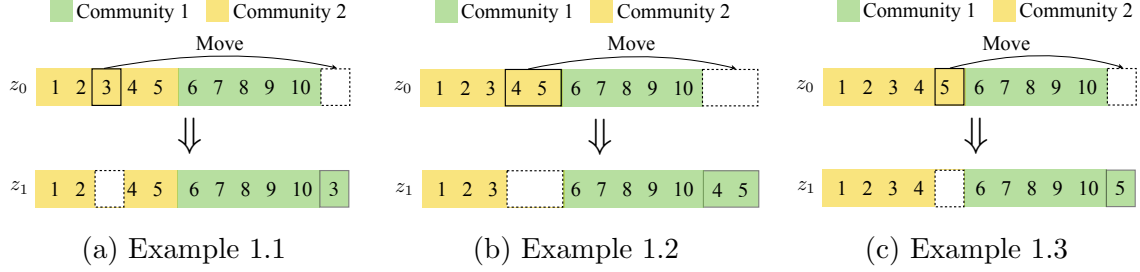 Community 1 Community 2 Community 1 Community 2 Community 1 Community 2
Move Move Move
z0 1 2 3 4 5 6 7 8 9 10 z0 1 2 3 4 5 6 7 8 9 10 z0 1 2 3 4 5 6 7 8 9 10
z1 1 2 4 5 6 7 8 9 10 3 z1 1 2 3 6 7 8 9 10 4 5 z1 1 2 3 4 6 7 8 9 10 5
(a) Example 1.1 (b) Example 1.2 (c) Example 1.3